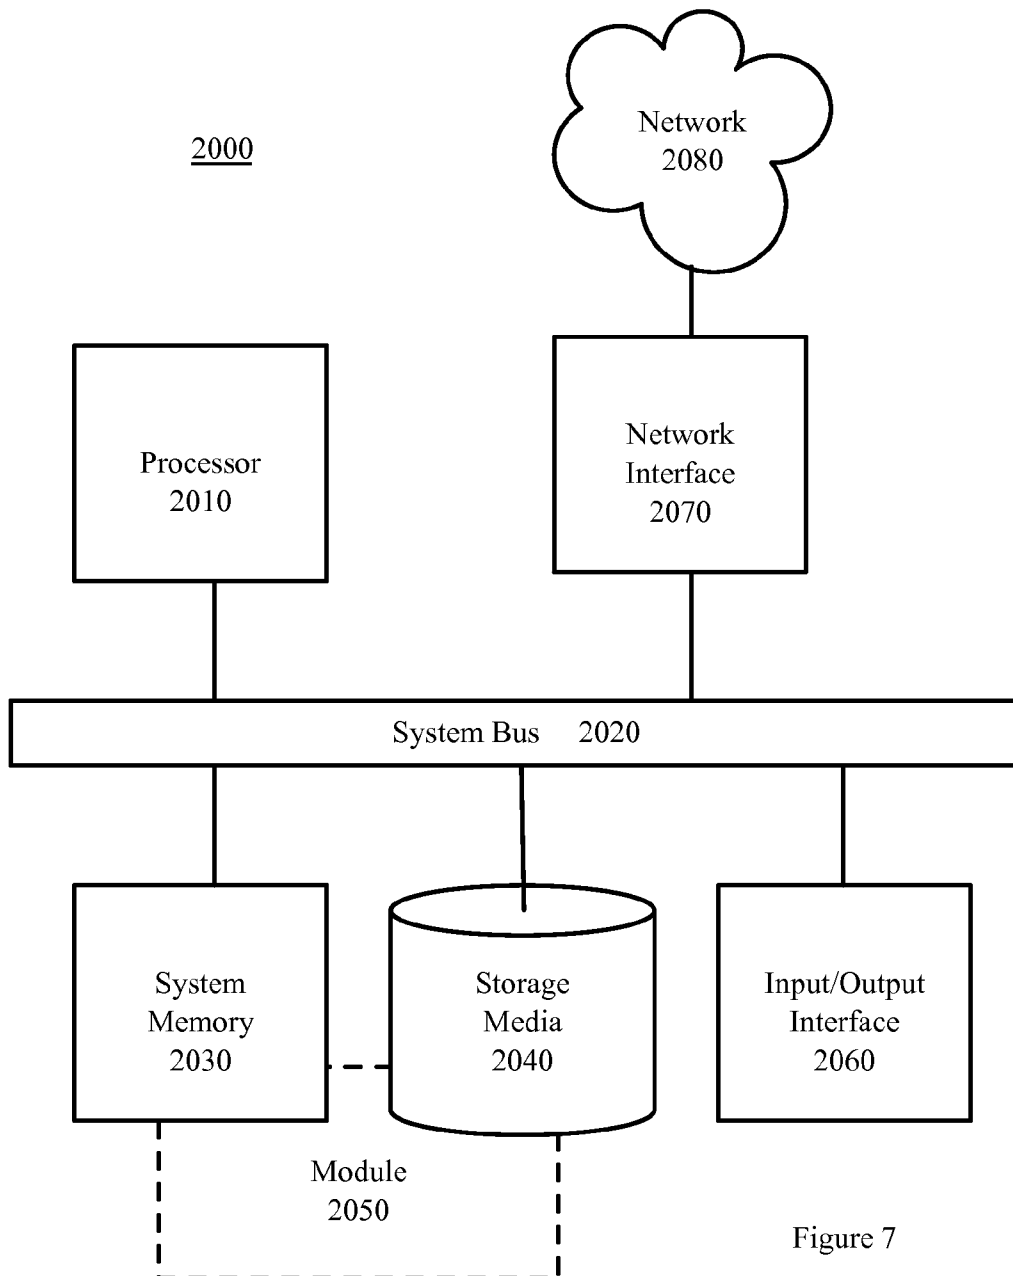 2000
Network
2080
Processor
2010
Network
Interface
2070
System Bus 2020
System
Memory
2030
Storage
Media
2040
Input/Output
Interface
2060
Module
2050
Figure 7